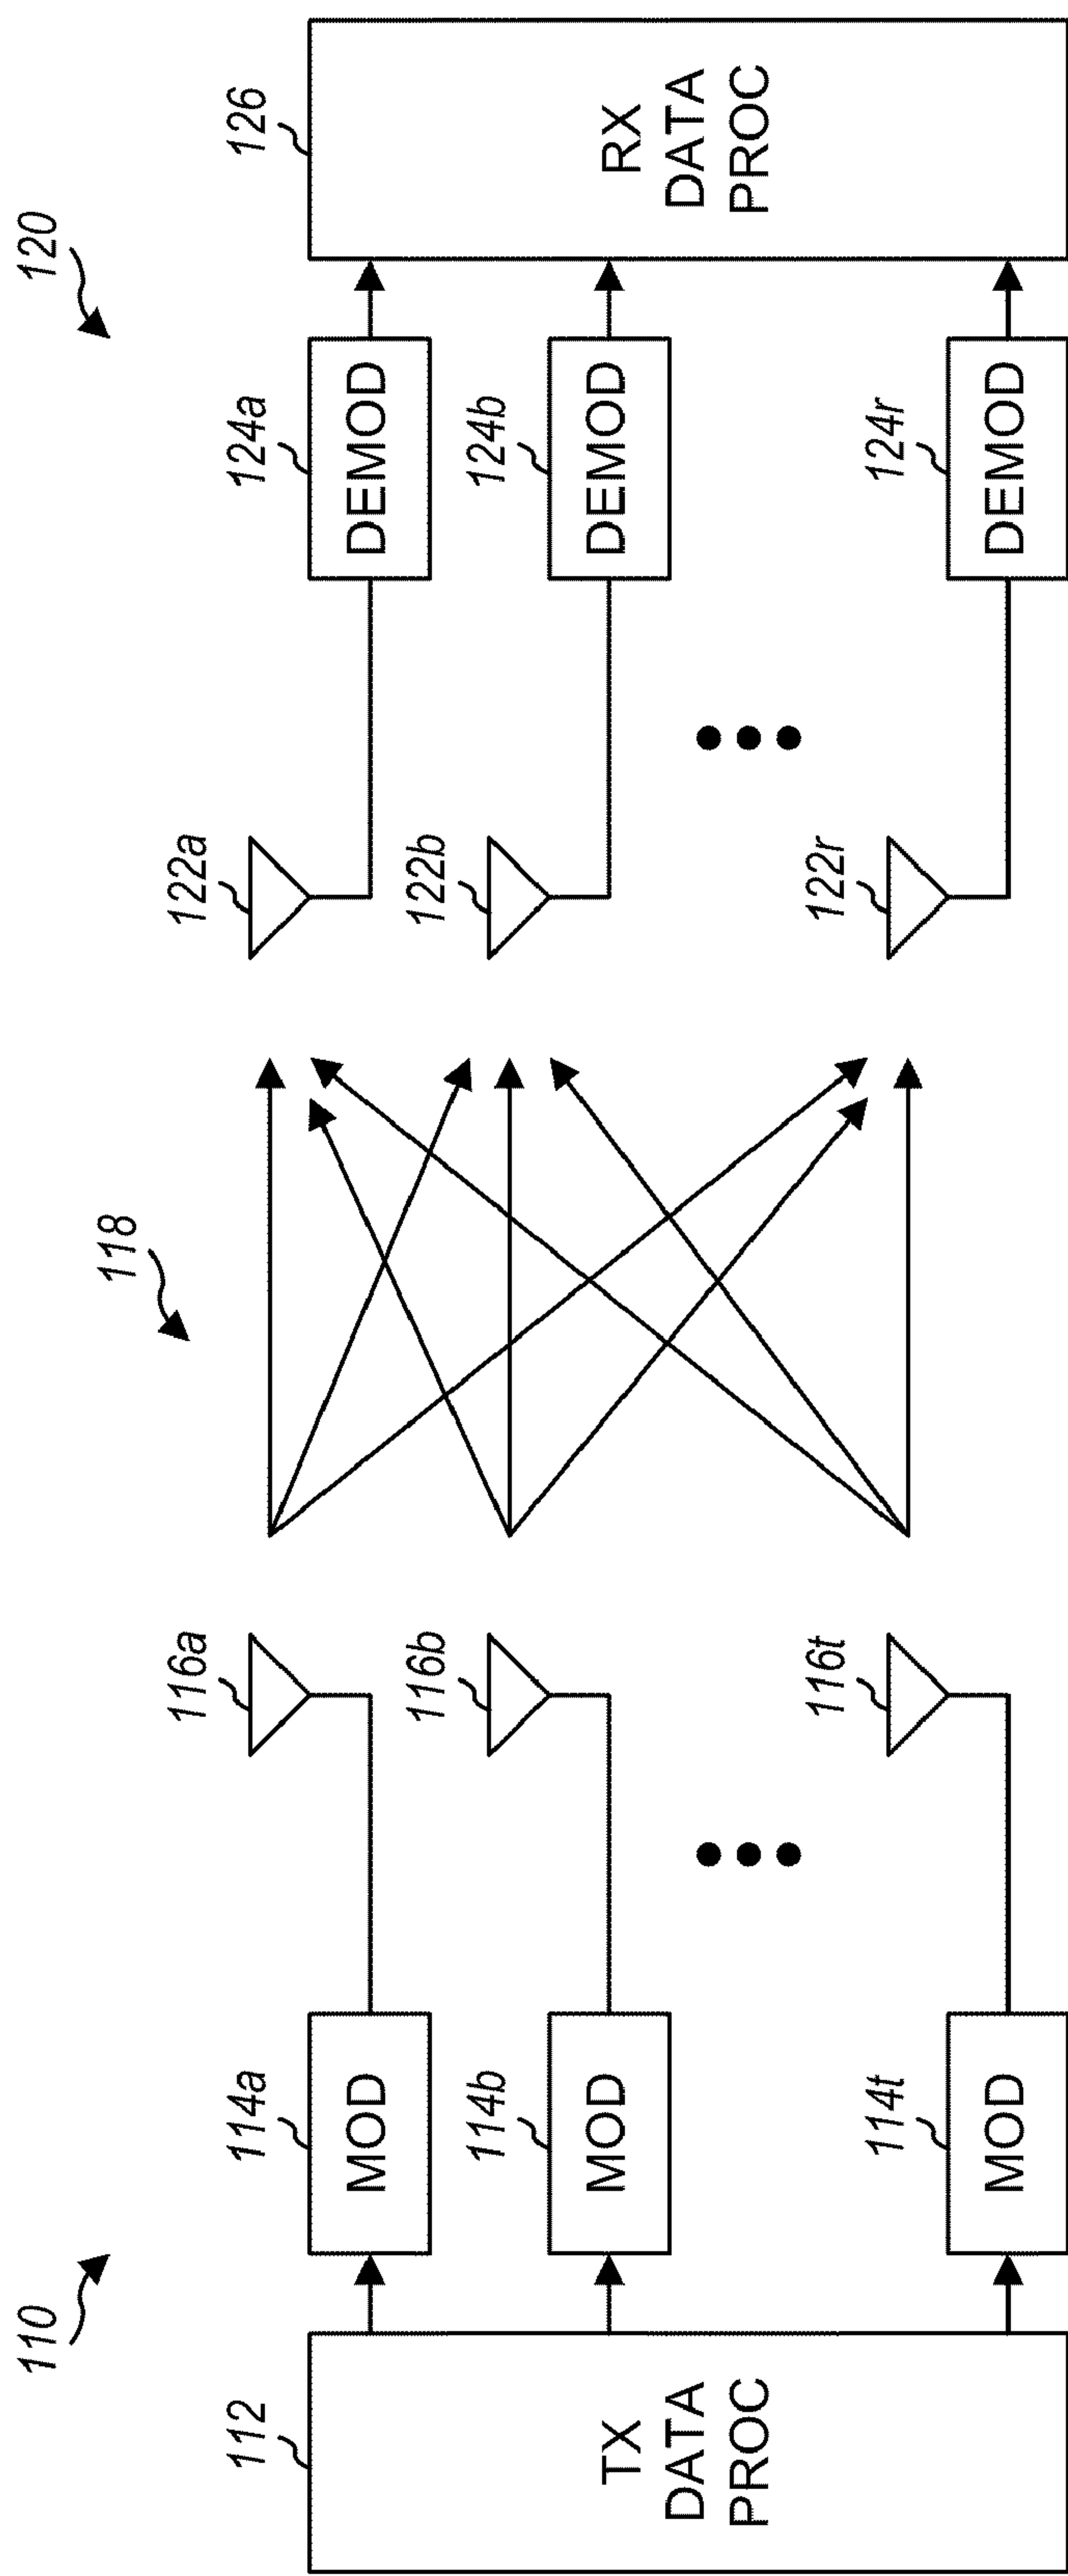 110
118
120
112
114a
116a
122a
124a
126
114b
116b
122b
124b
114t
116t
122r
124r
TX
DATA
PROC
MOD
MOD
MOD
DEMOD
DEMOD
DEMOD
RX
DATA
PROC